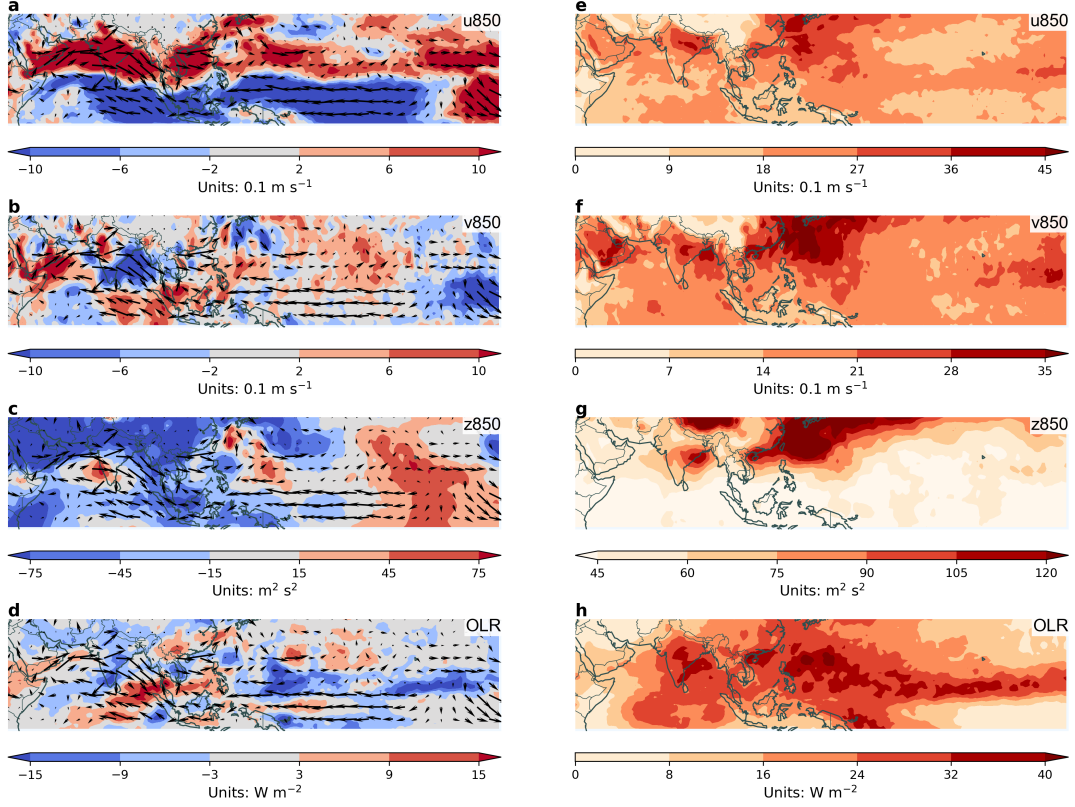 a
u850
−10 −6 −2 2 6 10
Units: 0.1 m s⁻¹
b
v850
−10 −6 −2 2 6 10
Units: 0.1 m s⁻¹
c
z850
−75 −45 −15 15 45 75
Units: m² s²
d
OLR
−15 −9 −3 3 9 15
Units: W m⁻²
e
u850
0 9 18 27 36 45
Units: 0.1 m s⁻¹
f
v850
0 7 14 21 28 35
Units: 0.1 m s⁻¹
g
z850
45 60 75 90 105 120
Units: m² s²
h
OLR
0 8 16 24 32 40
Units: W m⁻²